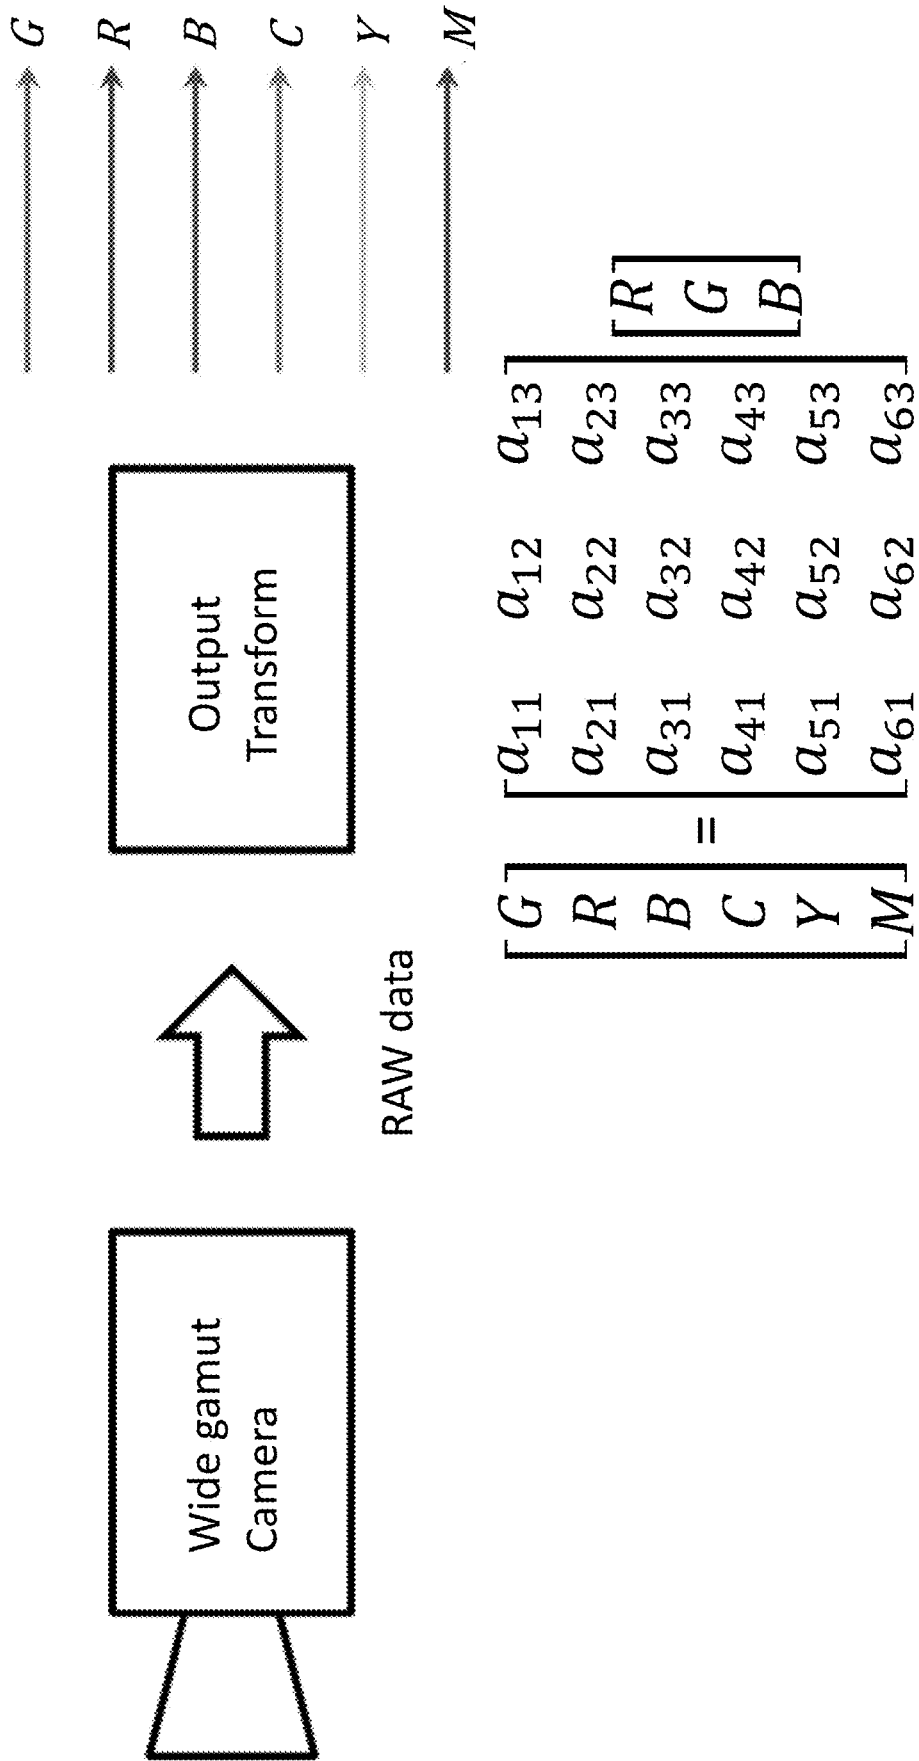 Wide gamut
Camera
RAW data
Output
Transform
G
R
B
C
Y
M
G a11 a12 a13
R a21 a22 a23 R
B a31 a32 a33
C = a41 a42 a43 G
Y a51 a52 a53 B
M a61 a62 a63